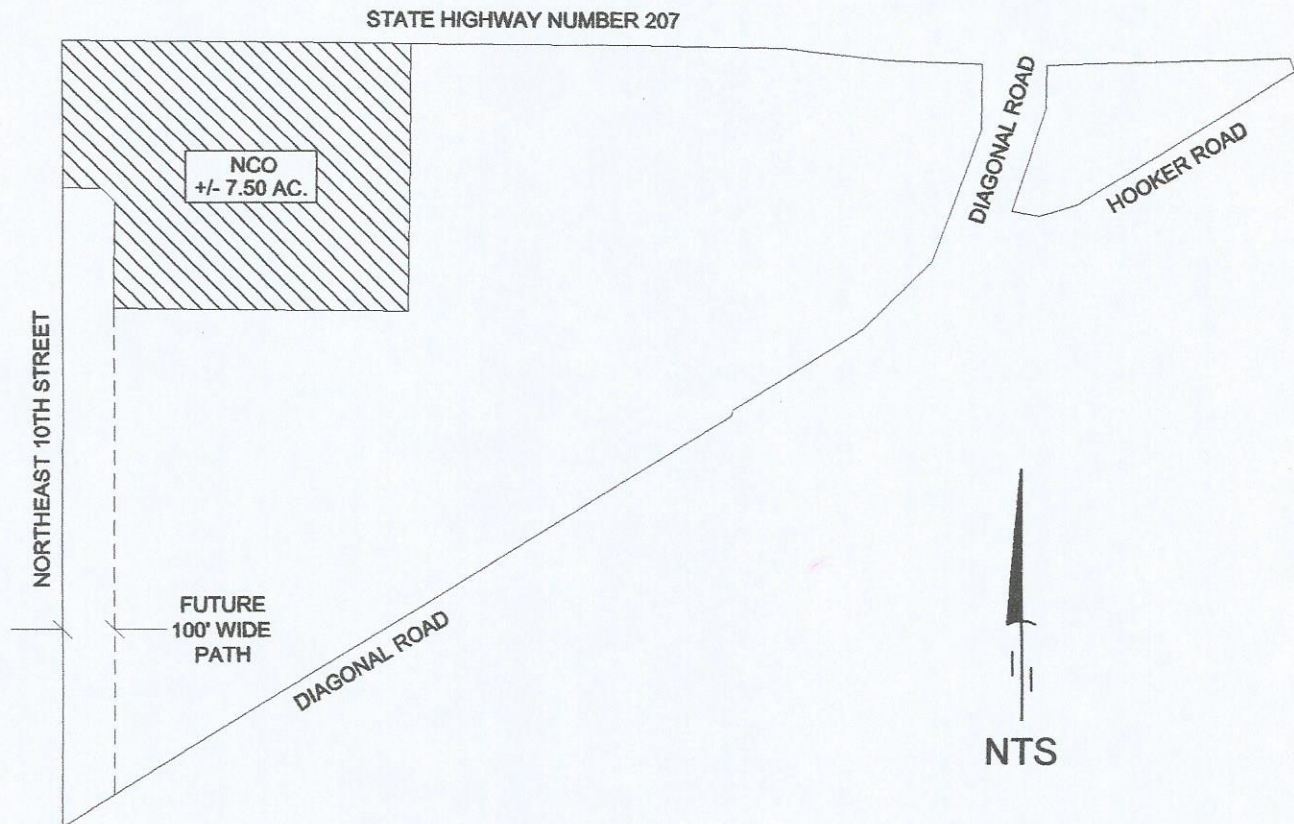 STATE HIGHWAY NUMBER 207
DIAGONAL ROAD
HOOKER ROAD
NCO
+/- 7.50 AC.
NORTHEAST 10TH STREET
FUTURE
100' WIDE
PATH
DIAGONAL ROAD
NTS